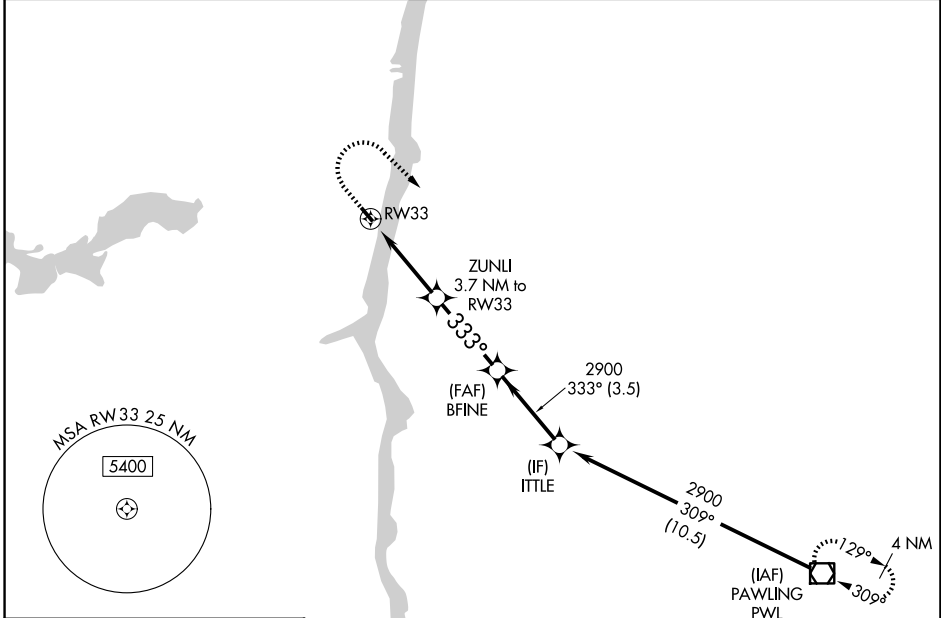 RW33
ZUNLI
3.7 NM to
RW33
333°
2900
333° (3.5)
(FAF)
BFINE
MSA RW33 25 NM
5400
(IF)
ITTLE
2900
309°
(10.5)
129°
4 NM
309°
(IAF)
PAWLING
PWL